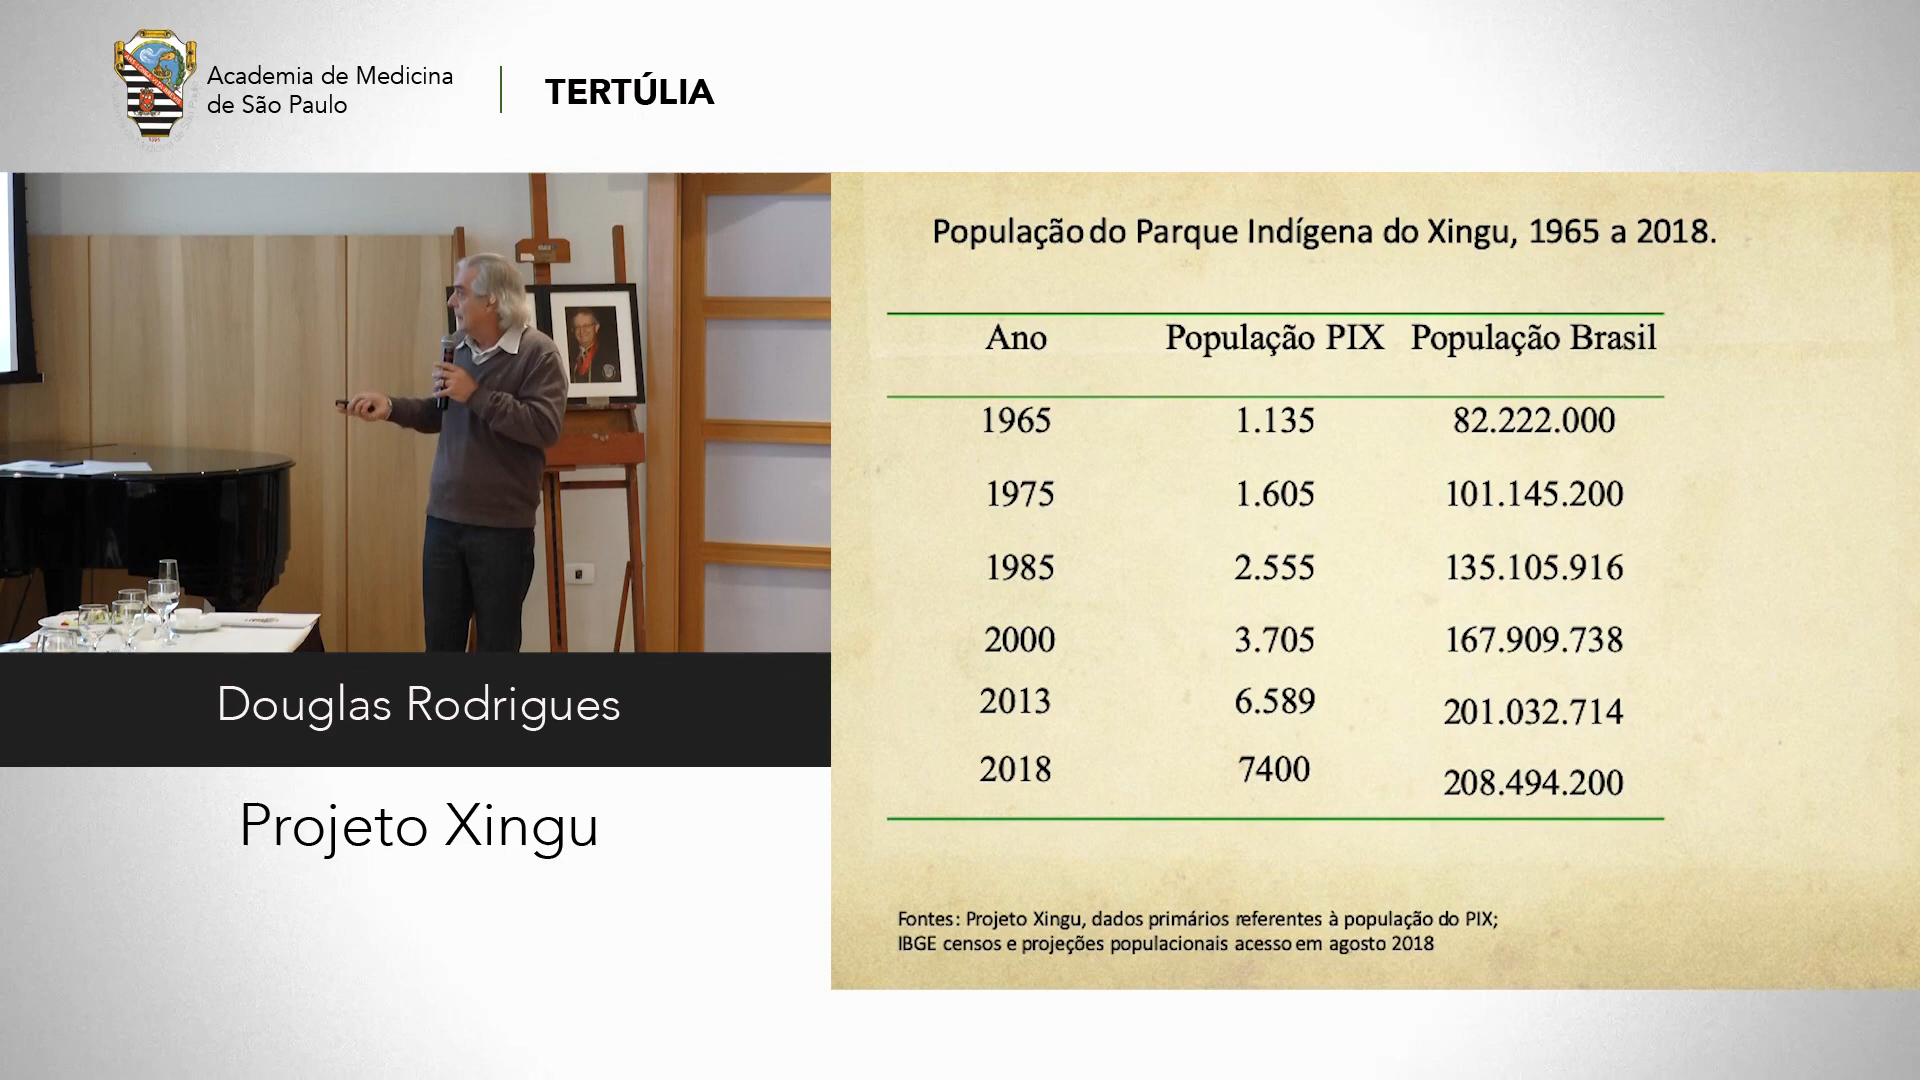 Academia de Medicina
de São Paulo
TERTÚLIA
População do Parque Indígena do Xingu, 1965 a 2018.
Ano População PIX População Brasil
1965 1.135 82.222.000
1975 1.605 101.145.200
1985 2.555 135.105.916
2000 3.705 167.909.738
2013 6.589 201.032.714
2018 7400 208.494.200
Fontes: Projeto Xingu, dados primários referentes à população do PIX;
IBGE censos e projeções populacionais acesso em agosto 2018
Douglas Rodrigues
Projeto Xingu